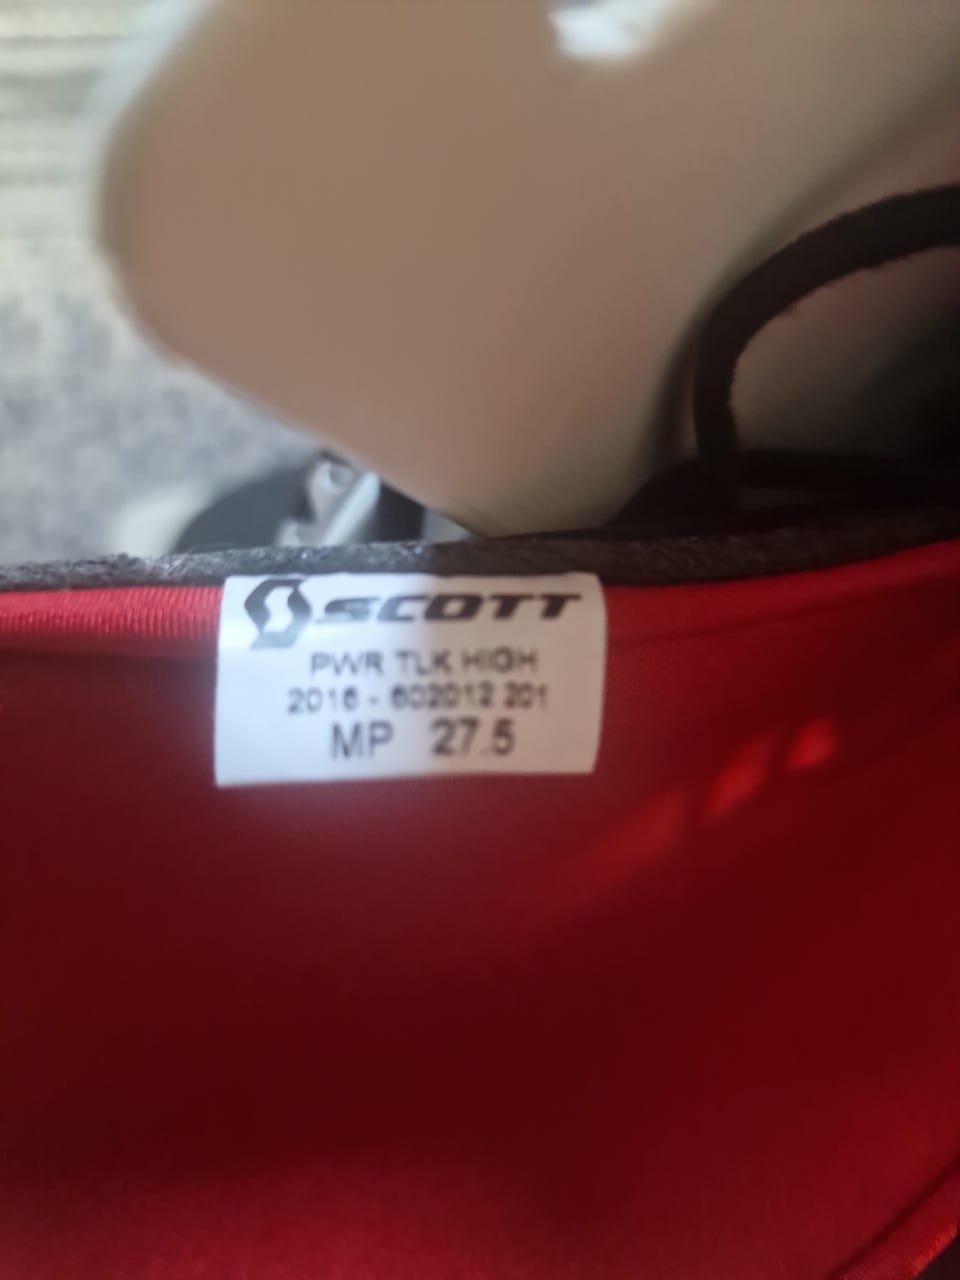 SCOTT
PWR TLK HIGH
2016 - 602012 201
MP 27.5